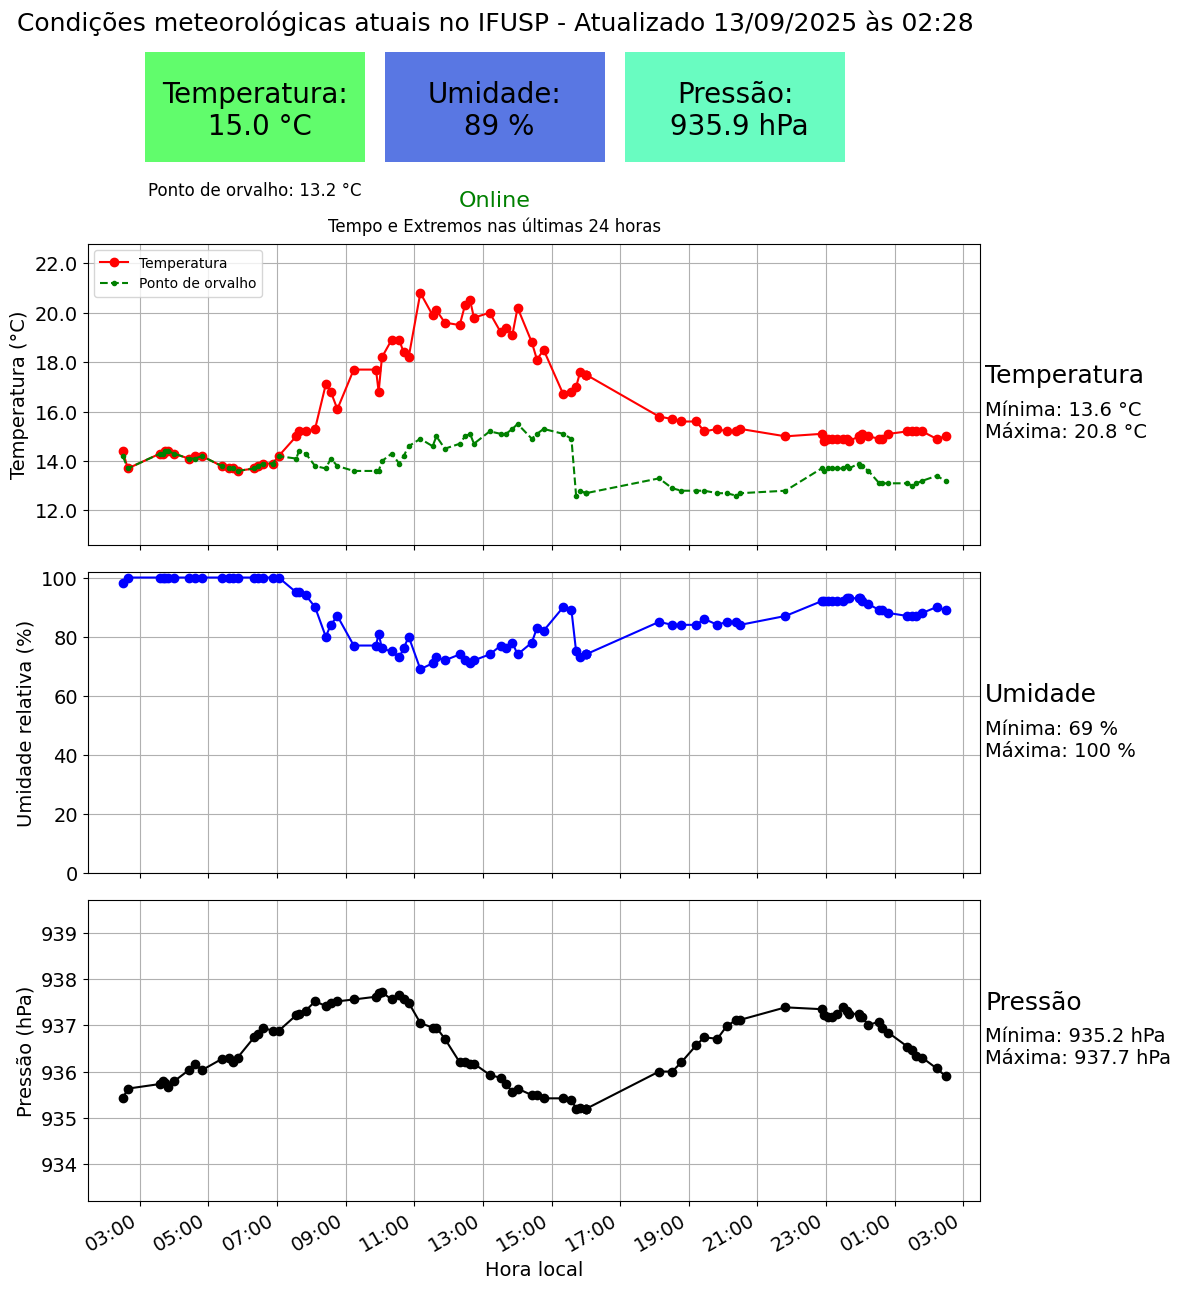 Condições meteorológicas atuais no IFUSP - Atualizado 13/09/2025 às 02:28
Temperatura:
15.0 °C
Umidade:
89 %
Pressão:
935.9 hPa
Ponto de orvalho: 13.2 °C
Online
Tempo e Extremos nas últimas 24 horas
Temperatura
Ponto de orvalho
Temperatura (°C)
22.0
20.0
18.0
16.0
14.0
12.0
Temperatura
Mínima: 13.6 °C
Máxima: 20.8 °C
Umidade relativa (%)
100
80
60
40
20
0
Umidade
Mínima: 69 %
Máxima: 100 %
Pressão (hPa)
939
938
937
936
935
934
Pressão
Mínima: 935.2 hPa
Máxima: 937.7 hPa
03:00 05:00 07:00 09:00 11:00 13:00 15:00 17:00 19:00 21:00 23:00 01:00 03:00
Hora local